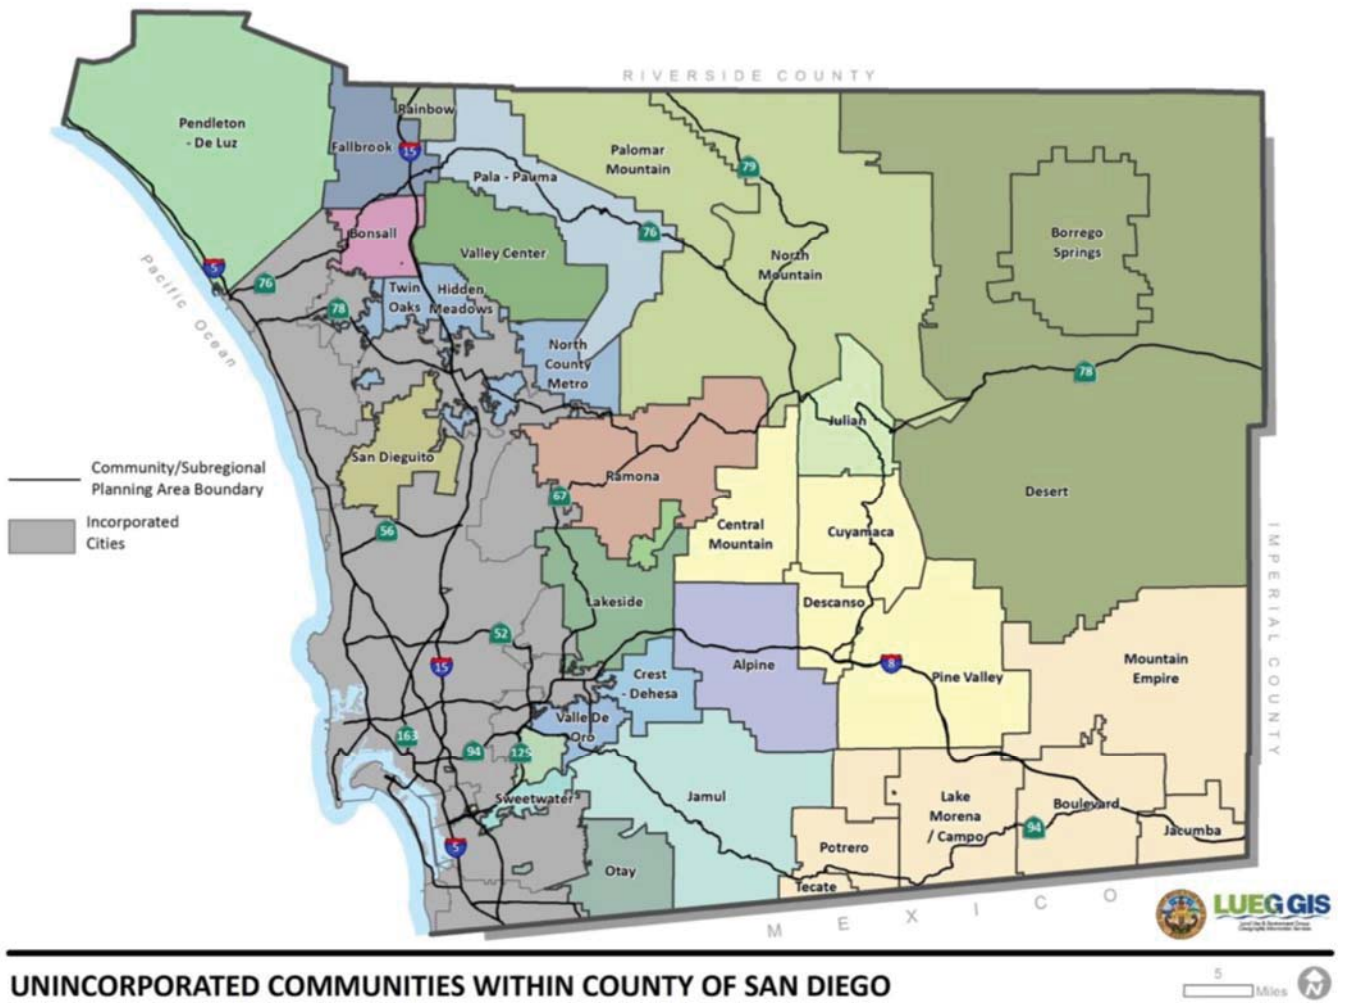 RIVERSIDE COUNTY
Pendleton
- De Luz
Rainbow
Fallbrook
15
Palomar
Mountain
79
Pala - Pauma
76
Bonsall
Valley Center
North
Mountain
Borrego
Springs
5
76
Pacific Ocean
Twin
Oaks
Hidden
Meadows
78
North
County
Metro
78
Julian
San Dieguito
Ramona
67
Desert
Community/Subregional
Planning Area Boundary
Incorporated
Cities
56
Central
Mountain
Cuyamaca
IMPERIAL COUNTY
Lakeside
Descanso
52
15
Alpine
8
Pine Valley
Mountain
Empire
Crest
- Dehesa
Valle De
Oro
163
94
125
Sweetwater
Jamul
Lake
Morena
/ Campo
Boulevard
94
Jacumba
5
Potrero
Otay
Tecate
MEXICO
LUEG GIS
UNINCORPORATED COMMUNITIES WITHIN COUNTY OF SAN DIEGO
5
Miles
N